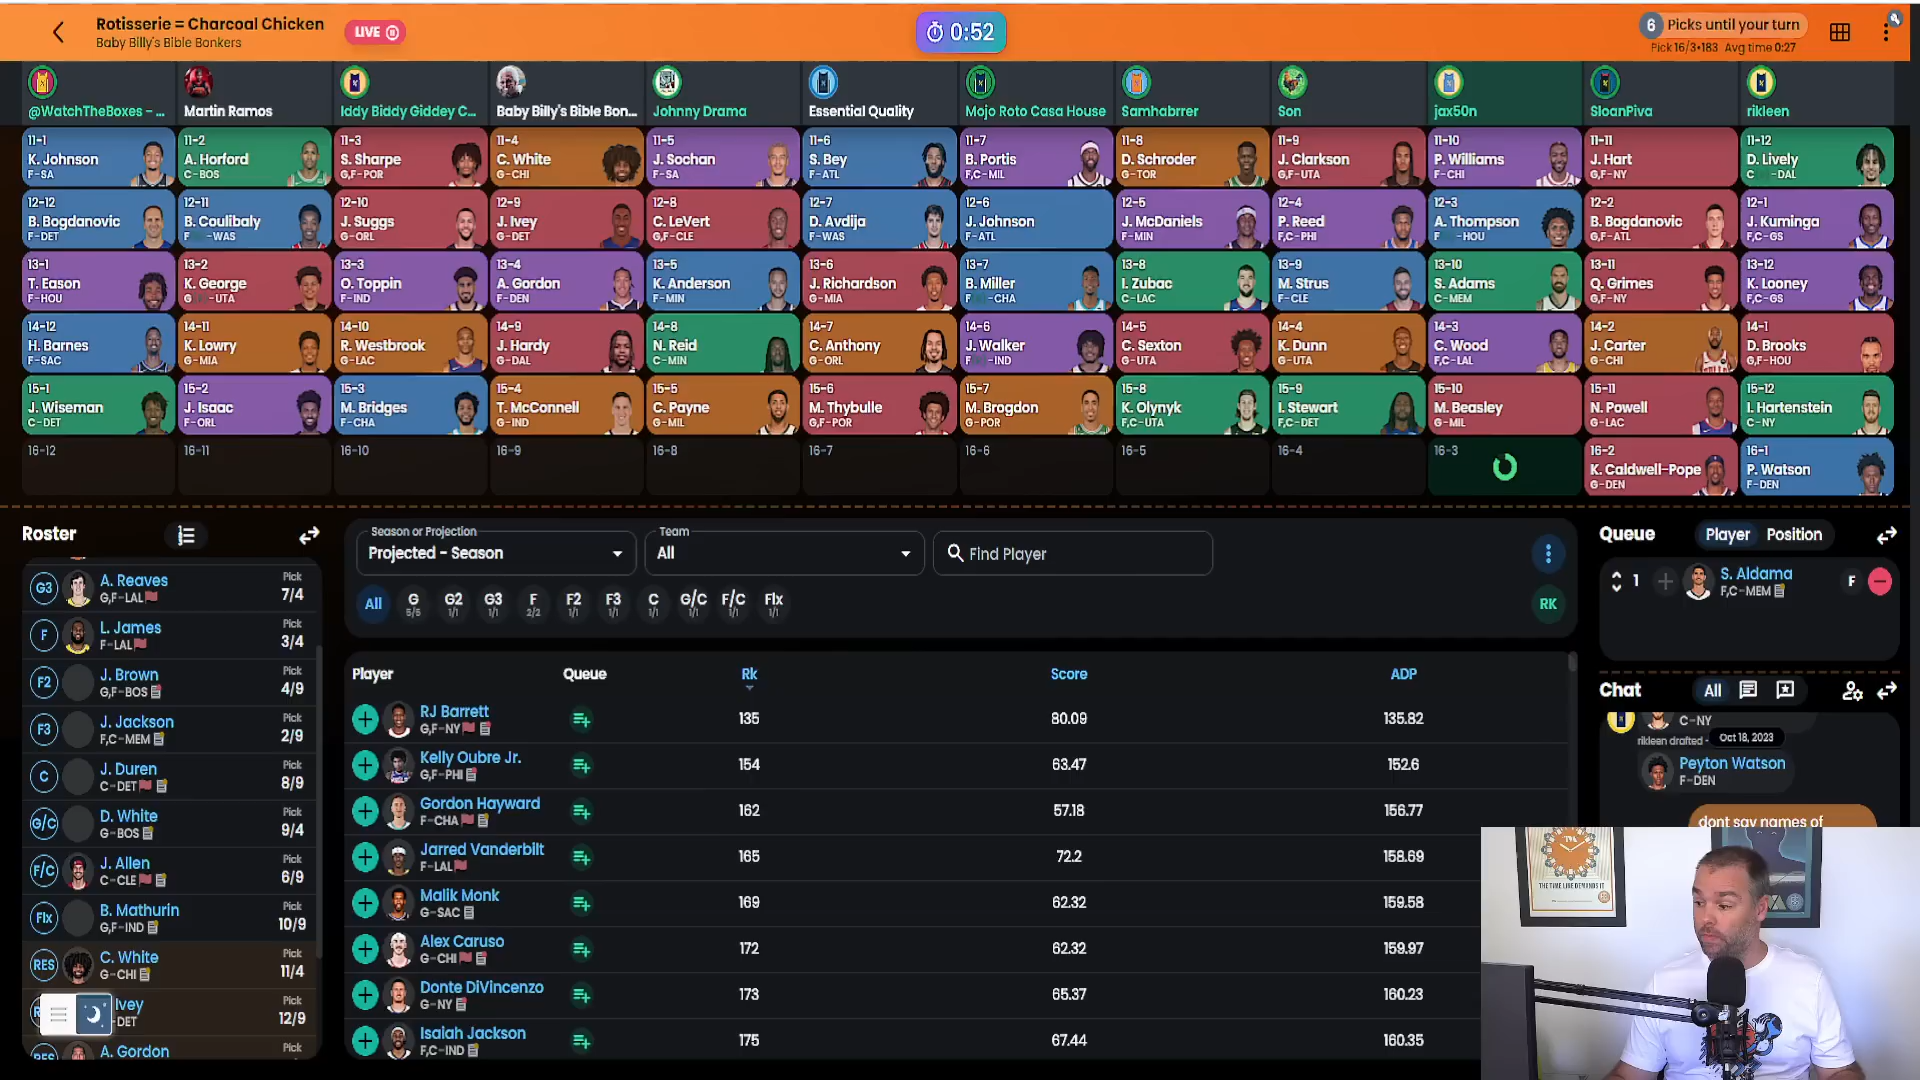 Rotisserie = Charcoal Chicken
Baby Billy's Bible Bonkers
LIVE
0:52
6 Picks until your turn
Pick 16/3•183 Avg time 0:27
@WatchTheBoxes - ... Martin Ramos Iddy Biddy Giddey C... Baby Billy's Bible Bon... Johnny Drama Essential Quality Mojo Roto Casa House Samhabrrer Son jax50n SloanPiva rikleen
11-1 11-2 11-3 11-4 11-5 11-6 11-7 11-8 11-9 11-10 11-11 11-12
K. Johnson A. Horford S. Sharpe C. White J. Sochan S. Bey B. Portis D. Schroder J. Clarkson P. Williams J. Hart D. Lively
F-SA C-BOS G,F-POR G-CHI F-SA F-ATL F,C-MIL G-TOR G,F-UTA F-CHI G,F-NY C -DAL
12-12 12-11 12-10 12-9 12-8 12-7 12-6 12-5 12-4 12-3 12-2 12-1
B. Bogdanovic B. Coulibaly J. Suggs J. Ivey C. LeVert D. Avdija J. Johnson J. McDaniels P. Reed A. Thompson B. Bogdanovic J. Kuminga
F-DET F -WAS G-ORL G-DET G,F-CLE F-WAS F-ATL F-MIN F,C-PHI F -HOU G,F-ATL F,C-GS
13-1 13-2 13-3 13-4 13-5 13-6 13-7 13-8 13-9 13-10 13-11 13-12
T. Eason K. George O. Toppin A. Gordon K. Anderson J. Richardson B. Miller I. Zubac M. Strus S. Adams Q. Grimes K. Looney
F-HOU G -UTA F-IND F-DEN F-MIN G-MIA F -CHA C-LAC F-CLE C-MEM G,F-NY F,C-GS
14-12 14-11 14-10 14-9 14-8 14-7 14-6 14-5 14-4 14-3 14-2 14-1
H. Barnes K. Lowry R. Westbrook J. Hardy N. Reid C. Anthony J. Walker C. Sexton K. Dunn C. Wood J. Carter D. Brooks
F-SAC G-MIA G-LAC G-DAL C-MIN G-ORL F -IND G-UTA G-UTA F,C-LAL G-CHI G,F-HOU
15-1 15-2 15-3 15-4 15-5 15-6 15-7 15-8 15-9 15-10 15-11 15-12
J. Wiseman J. Isaac M. Bridges T. McConnell C. Payne M. Thybulle M. Brogdon K. Olynyk I. Stewart M. Beasley N. Powell I. Hartenstein
C-DET F-ORL F-CHA G-IND G-MIL G,F-POR G-POR F,C-UTA F,C-DET G-MIL G-LAC C-NY
16-12 16-11 16-10 16-9 16-8 16-7 16-6 16-5 16-4 16-3 16-2 16-1
K. Caldwell-Pope P. Watson
G-DEN F-DEN
Roster
G3 A. Reaves Pick
G,F-LAL 7/4
F L. James Pick
F-LAL 3/4
F2 J. Brown Pick
G,F-BOS 4/9
F3 J. Jackson Pick
F,C-MEM 2/9
C J. Duren Pick
C-DET 8/9
G/C D. White Pick
G-BOS 9/4
F/C J. Allen Pick
C-CLE 6/9
Flx B. Mathurin Pick
G,F-IND 10/9
RES C. White Pick
G-CHI 11/4
Ivey Pick
-DET 12/9
RES A. Gordon Pick
Season or Projection
Projected - Season
Team
All
Find Player
All G G2 G3 F F2 F3 C G/C F/C Flx RK
5/5 1/1 1/1 2/2 1/1 1/1 1/1 1/1 1/1 1/1
Player Queue Rk Score ADP
RJ Barrett 135 80.09 135.82
G,F-NY
Kelly Oubre Jr. 154 63.47 152.6
G,F-PHI
Gordon Hayward 162 57.18 156.77
F-CHA
Jarred Vanderbilt 165 72.2 158.69
F-LAL
Malik Monk 169 62.32 159.58
G-SAC
Alex Caruso 172 62.32 159.97
G-CHI
Donte DiVincenzo 173 65.37 160.23
G-NY
Isaiah Jackson 175 67.44 160.35
F,C-IND
Queue Player Position
1 S. Aldama F
F,C-MEM
Chat All
C-NY
rikleen drafted - Oct 18, 2023
Peyton Watson
F-DEN
dont say names of
THE TIME LINE DEMANDS IT